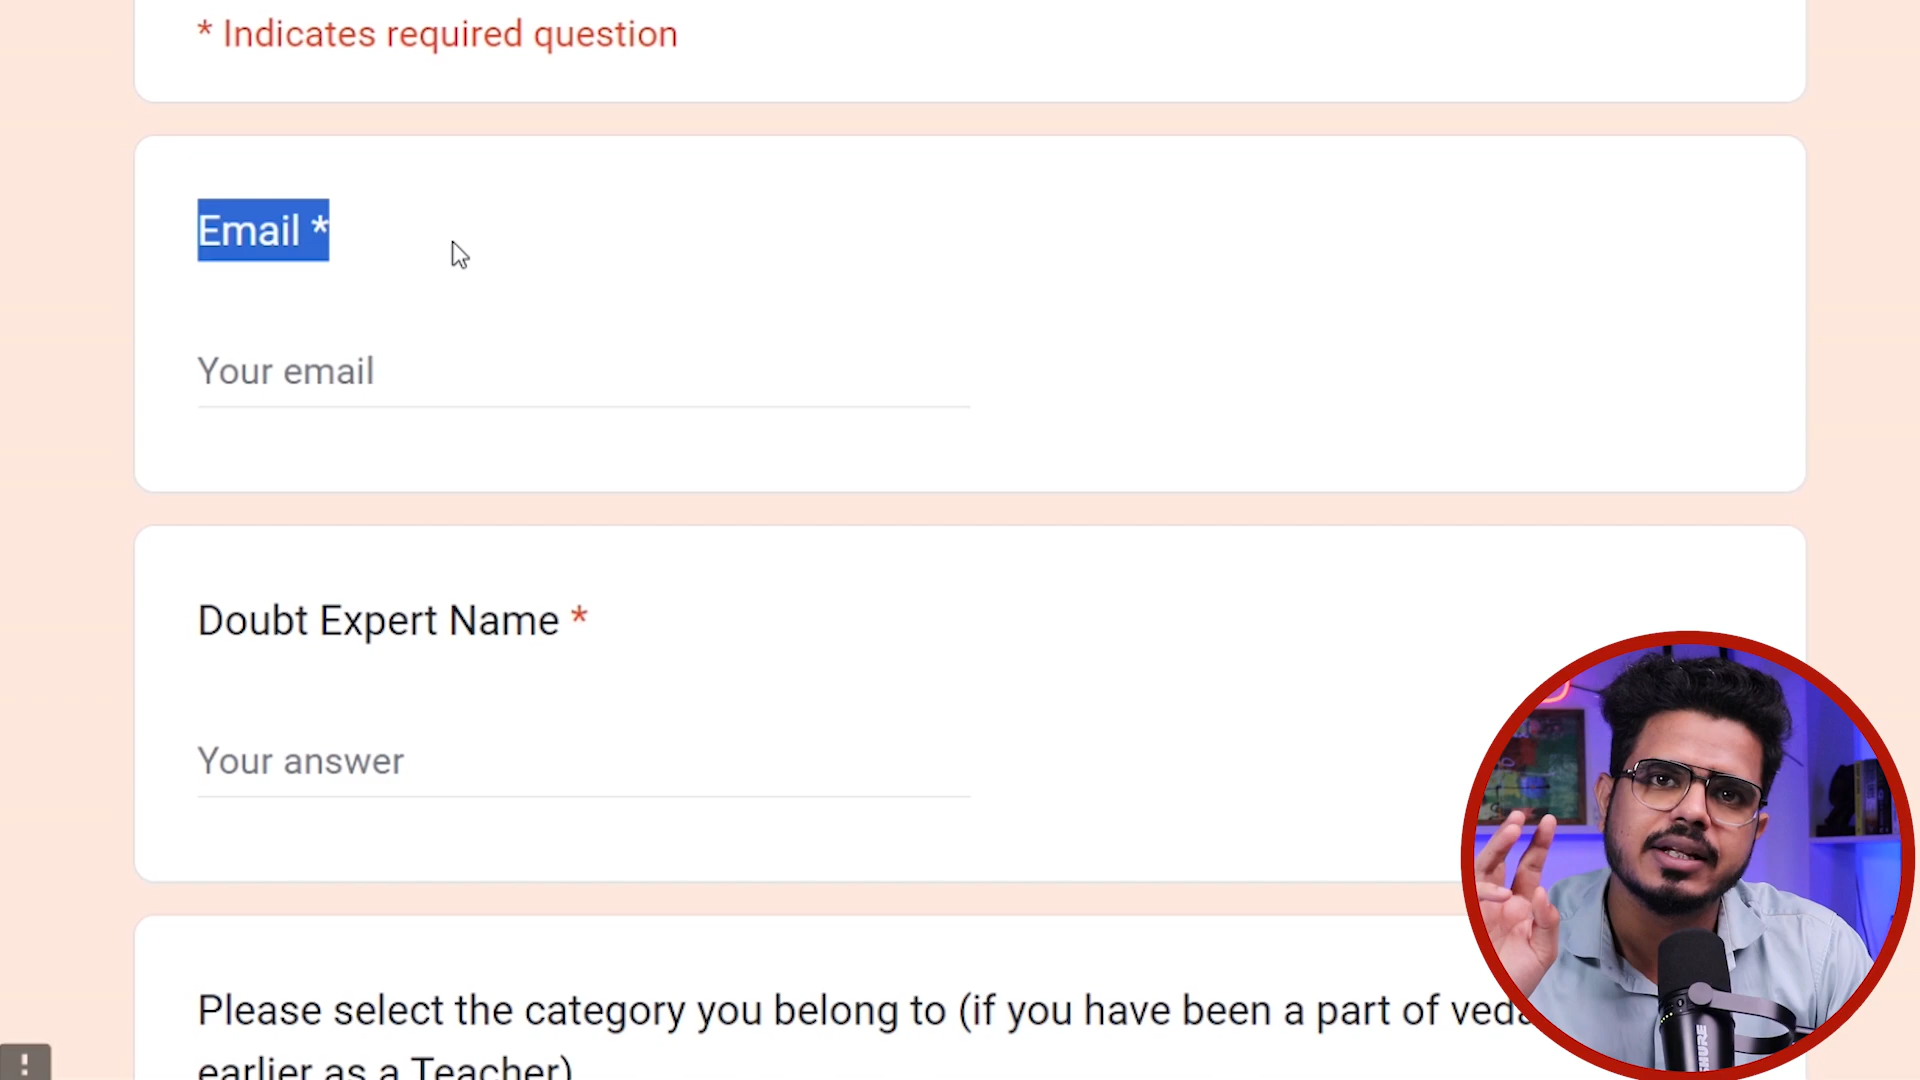 * Indicates required question
Email *
Your email
Doubt Expert Name *
Your answer
Please select the category you belong to (if you have been a part of
earlier as a Teacher)
SHURE